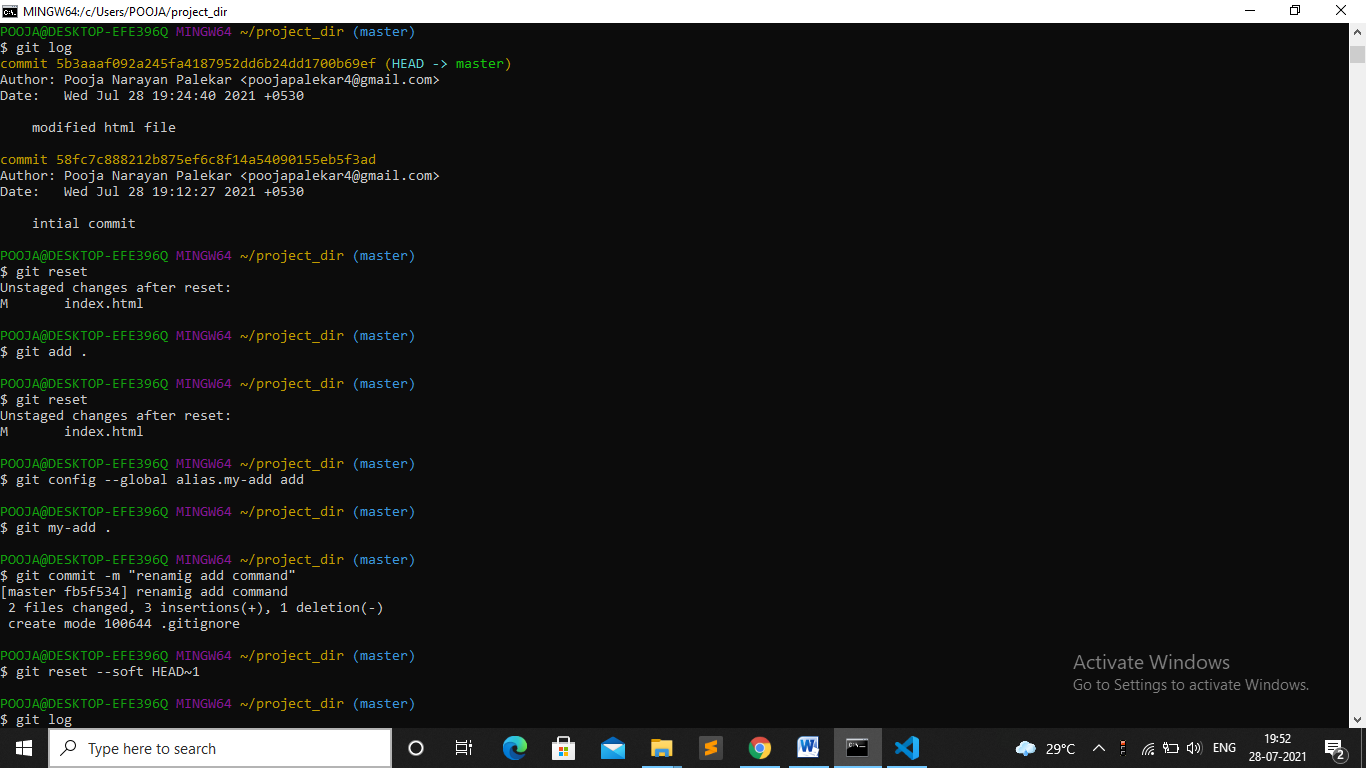 MINGW64:/c/Users/POOJA/project_dir
POOJA@DESKTOP-EFE396Q MINGW64 ~/project_dir (master)
$ git log
commit 5b3aaaf092a245fa4187952dd6b24dd1700b69ef (HEAD -> master)
Author: Pooja Narayan Palekar <poojapalekar4@gmail.com>
Date:   Wed Jul 28 19:24:40 2021 +0530
    modified html file
commit 58fc7c888212b875ef6c8f14a54090155eb5f3ad
Author: Pooja Narayan Palekar <poojapalekar4@gmail.com>
Date:   Wed Jul 28 19:12:27 2021 +0530
    intial commit
POOJA@DESKTOP-EFE396Q MINGW64 ~/project_dir (master)
$ git reset
Unstaged changes after reset:
M       index.html
POOJA@DESKTOP-EFE396Q MINGW64 ~/project_dir (master)
$ git add .
POOJA@DESKTOP-EFE396Q MINGW64 ~/project_dir (master)
$ git reset
Unstaged changes after reset:
M       index.html
POOJA@DESKTOP-EFE396Q MINGW64 ~/project_dir (master)
$ git config --global alias.my-add add
POOJA@DESKTOP-EFE396Q MINGW64 ~/project_dir (master)
$ git my-add .
POOJA@DESKTOP-EFE396Q MINGW64 ~/project_dir (master)
$ git commit -m "renamig add command"
[master fb5f534] renamig add command
 2 files changed, 3 insertions(+), 1 deletion(-)
 create mode 100644 .gitignore
POOJA@DESKTOP-EFE396Q MINGW64 ~/project_dir (master)
$ git reset --soft HEAD~1
POOJA@DESKTOP-EFE396Q MINGW64 ~/project_dir (master)
$ git log
Activate Windows
Go to Settings to activate Windows.
Type here to search
29°C
ENG
19:52
28-07-2021
2